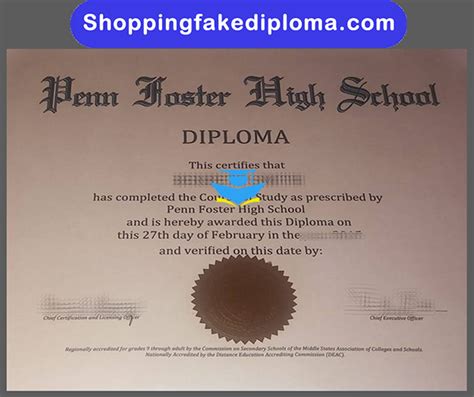 Shoppingfakediploma.com
Penn Foster High School
DIPLOMA
This certifies that
has completed the Cou Study as prescribed by
Penn Foster High School
and is hereby awarded this Diploma on
this 27th day of February in the
and verified on this date by:
Chief Certification and Licensing Officer
Chief Executive Officer
Regionally accredited for grades 9 through adult by the Commission on Secondary Schools of the Middle States Association of Colleges and Schools.
Nationally Accredited by the Distance Education Accrediting Commission (DEAC).